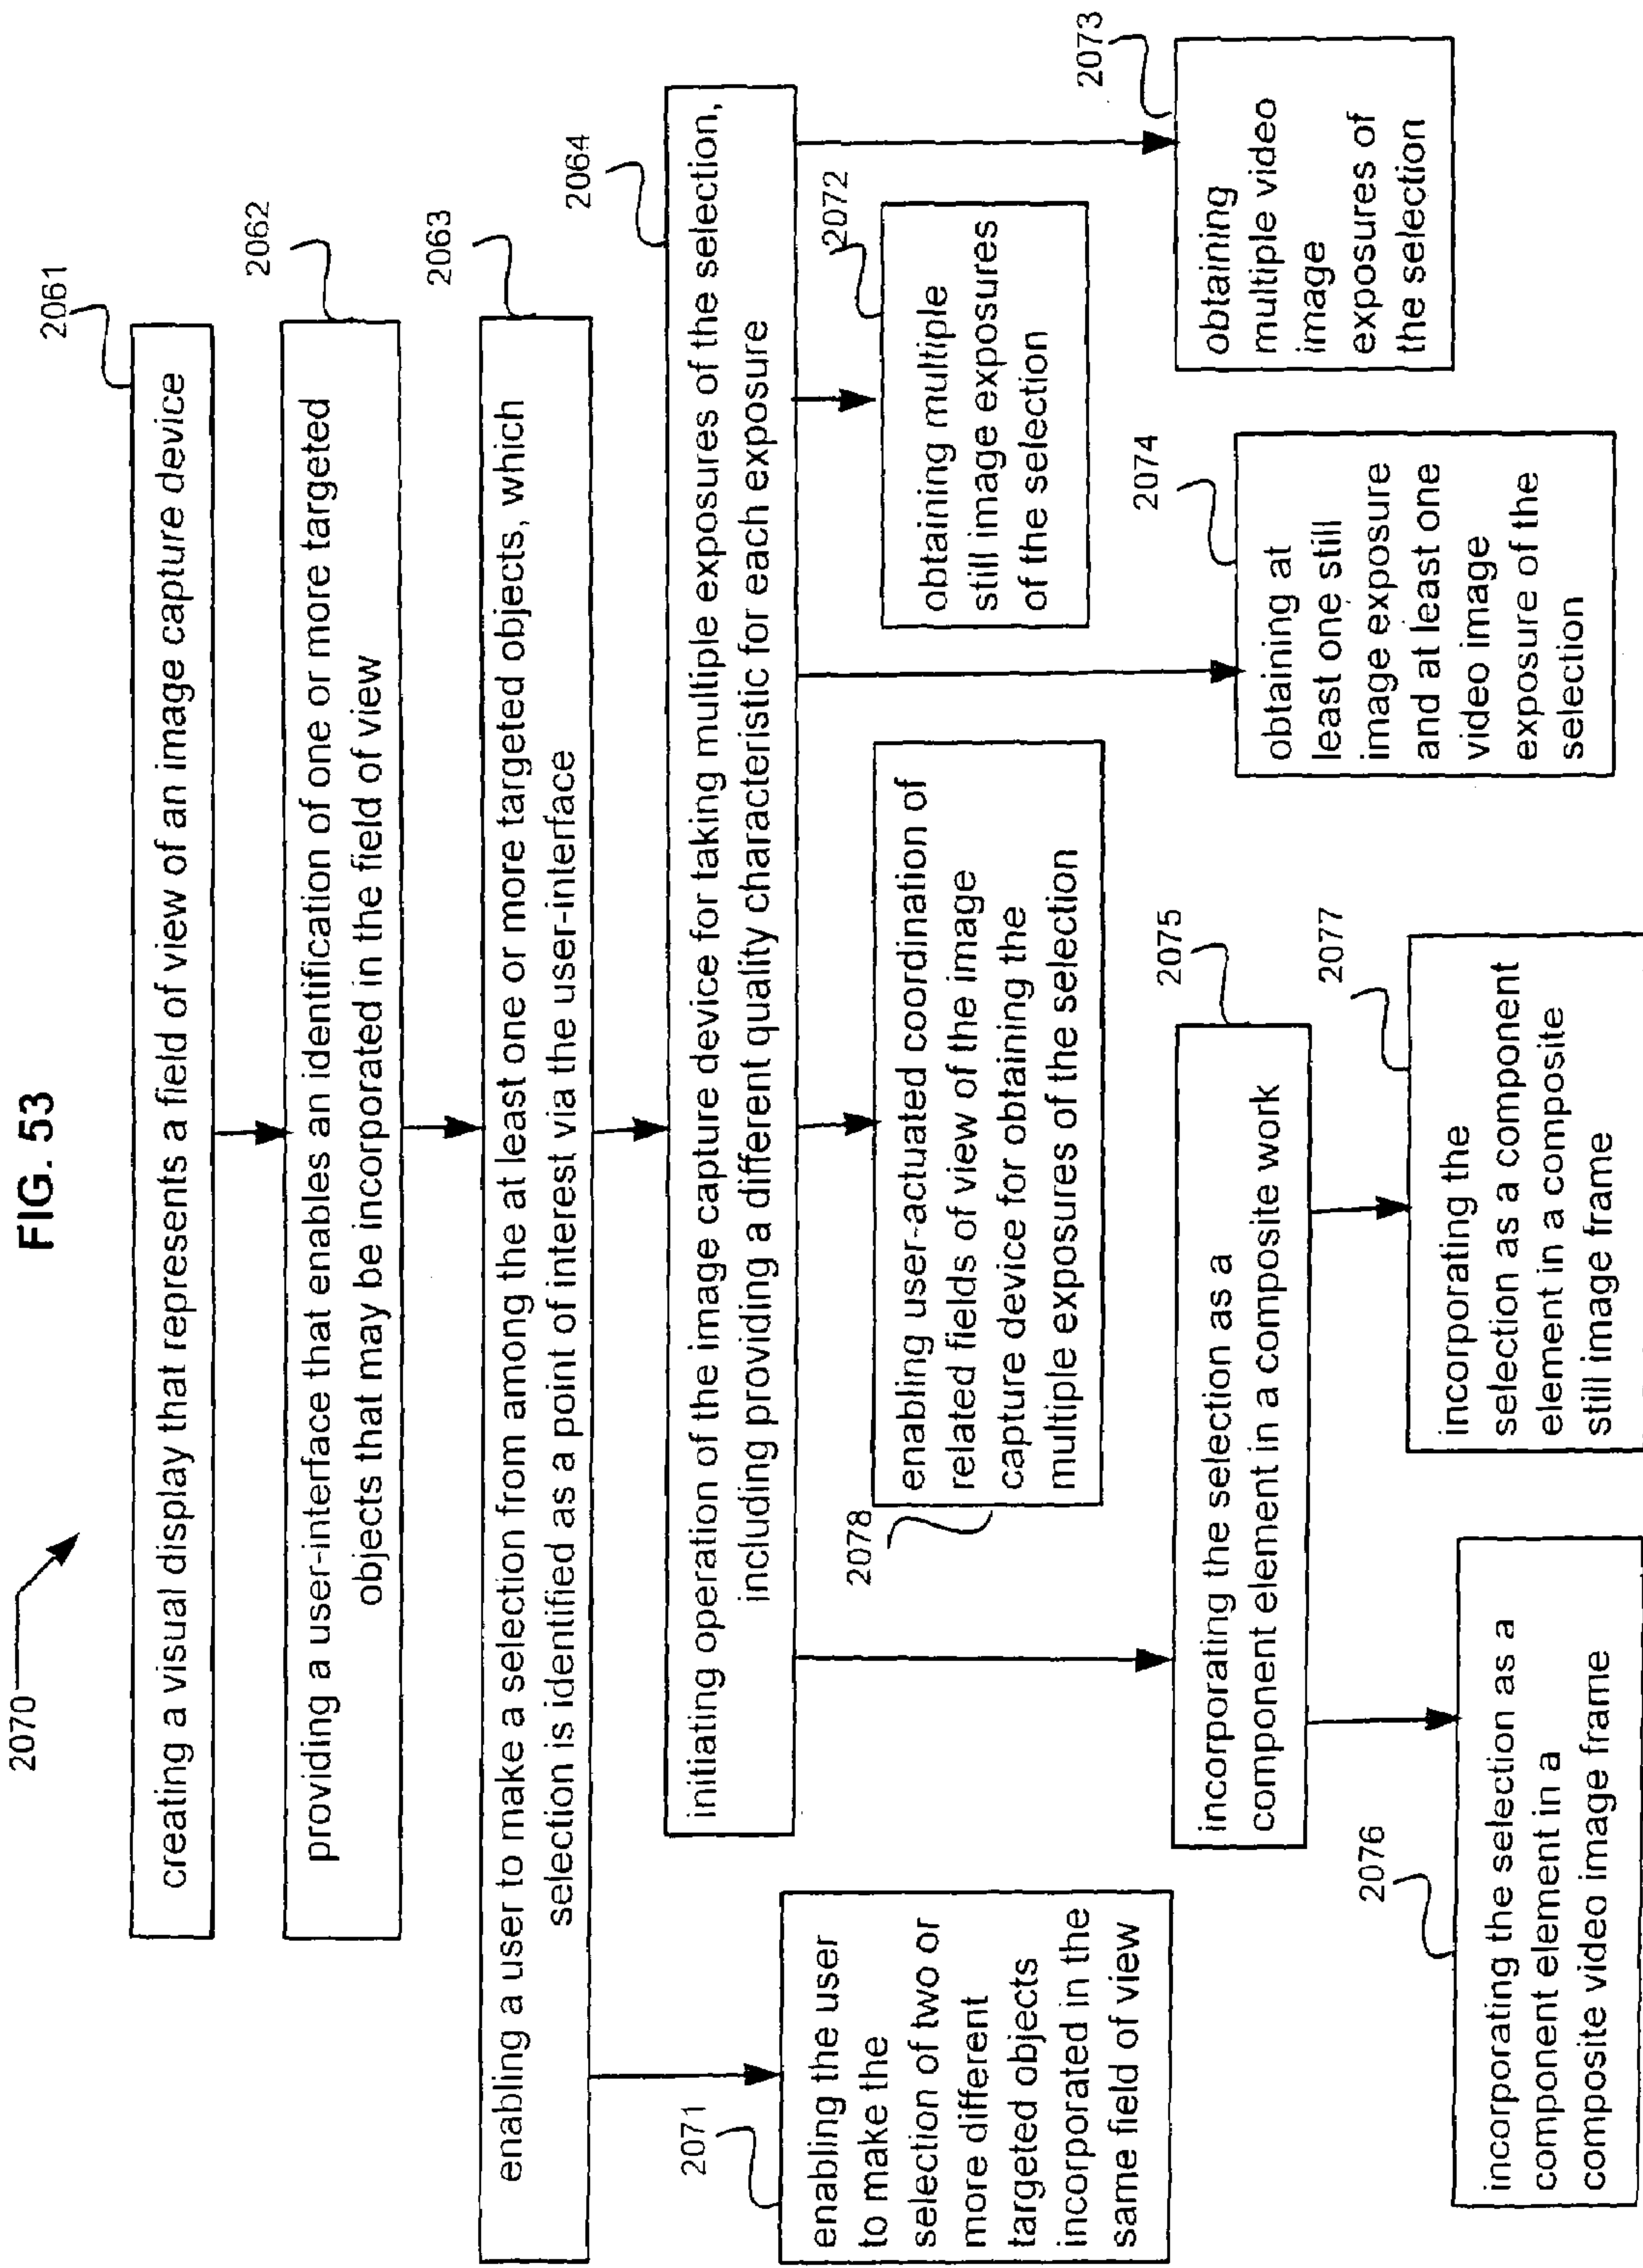 FIG. 53
2070
2061
creating a visual display that represents a field of view of an image capture device
2062
providing a user-interface that enables an identification of one or more targeted
objects that may be incorporated in the field of view
2063
enabling a user to make a selection from among the at least one or more targeted objects, which
selection is identified as a point of interest via the user-interface
2064
initiating operation of the image capture device for taking multiple exposures of the selection,
including providing a different quality characteristic for each exposure
2071
enabling the user
to make the
selection of two or
more different
targeted objects
incorporated in the
same field of view
2078
enabling user-actuated coordination of
related fields of view of the image
capture device for obtaining the
multiple exposures of the selection
2072
obtaining multiple
still image exposures
of the selection
2073
obtaining
multiple video
image
exposures of
the selection
2074
obtaining at
least one still
image exposure
and at least one
video image
exposure of the
selection
2075
incorporating the selection as a
component element in a composite work
2076
incorporating the selection as a
component element in a
composite video image frame
2077
incorporating the
selection as a component
element in a composite
still image frame